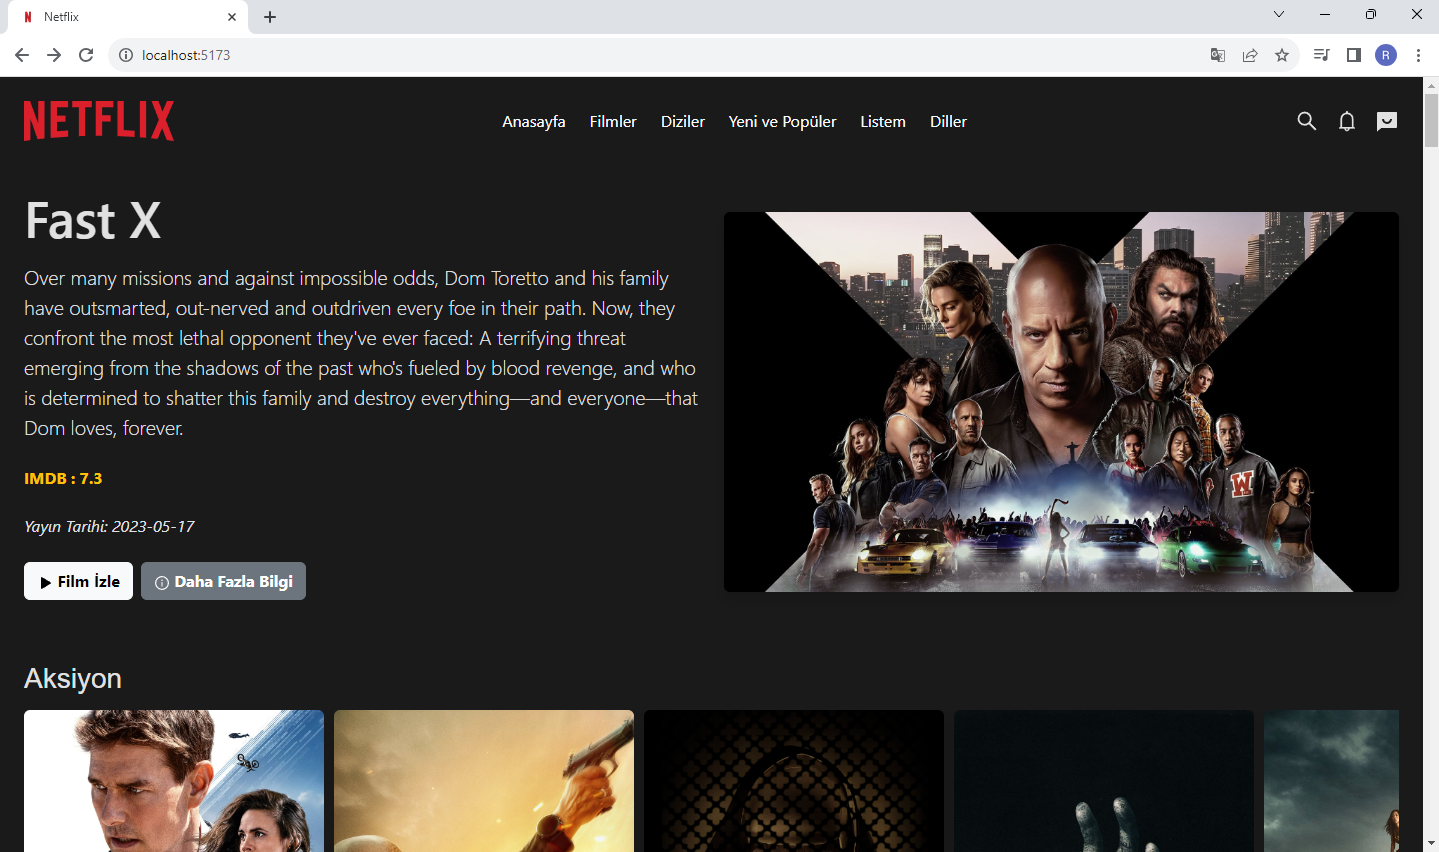 Netflix
localhost:5173
R
NETFLIX
Anasayfa Filmler Diziler Yeni ve Popüler Listem Diller
Fast X
Over many missions and against impossible odds, Dom Toretto and his family
have outsmarted, out-nerved and outdriven every foe in their path. Now, they
confront the most lethal opponent they've ever faced: A terrifying threat
emerging from the shadows of the past who's fueled by blood revenge, and who
is determined to shatter this family and destroy everything—and everyone—that
Dom loves, forever.
IMDB : 7.3
Yayın Tarihi: 2023-05-17
Film İzle Daha Fazla Bilgi
W
Aksiyon